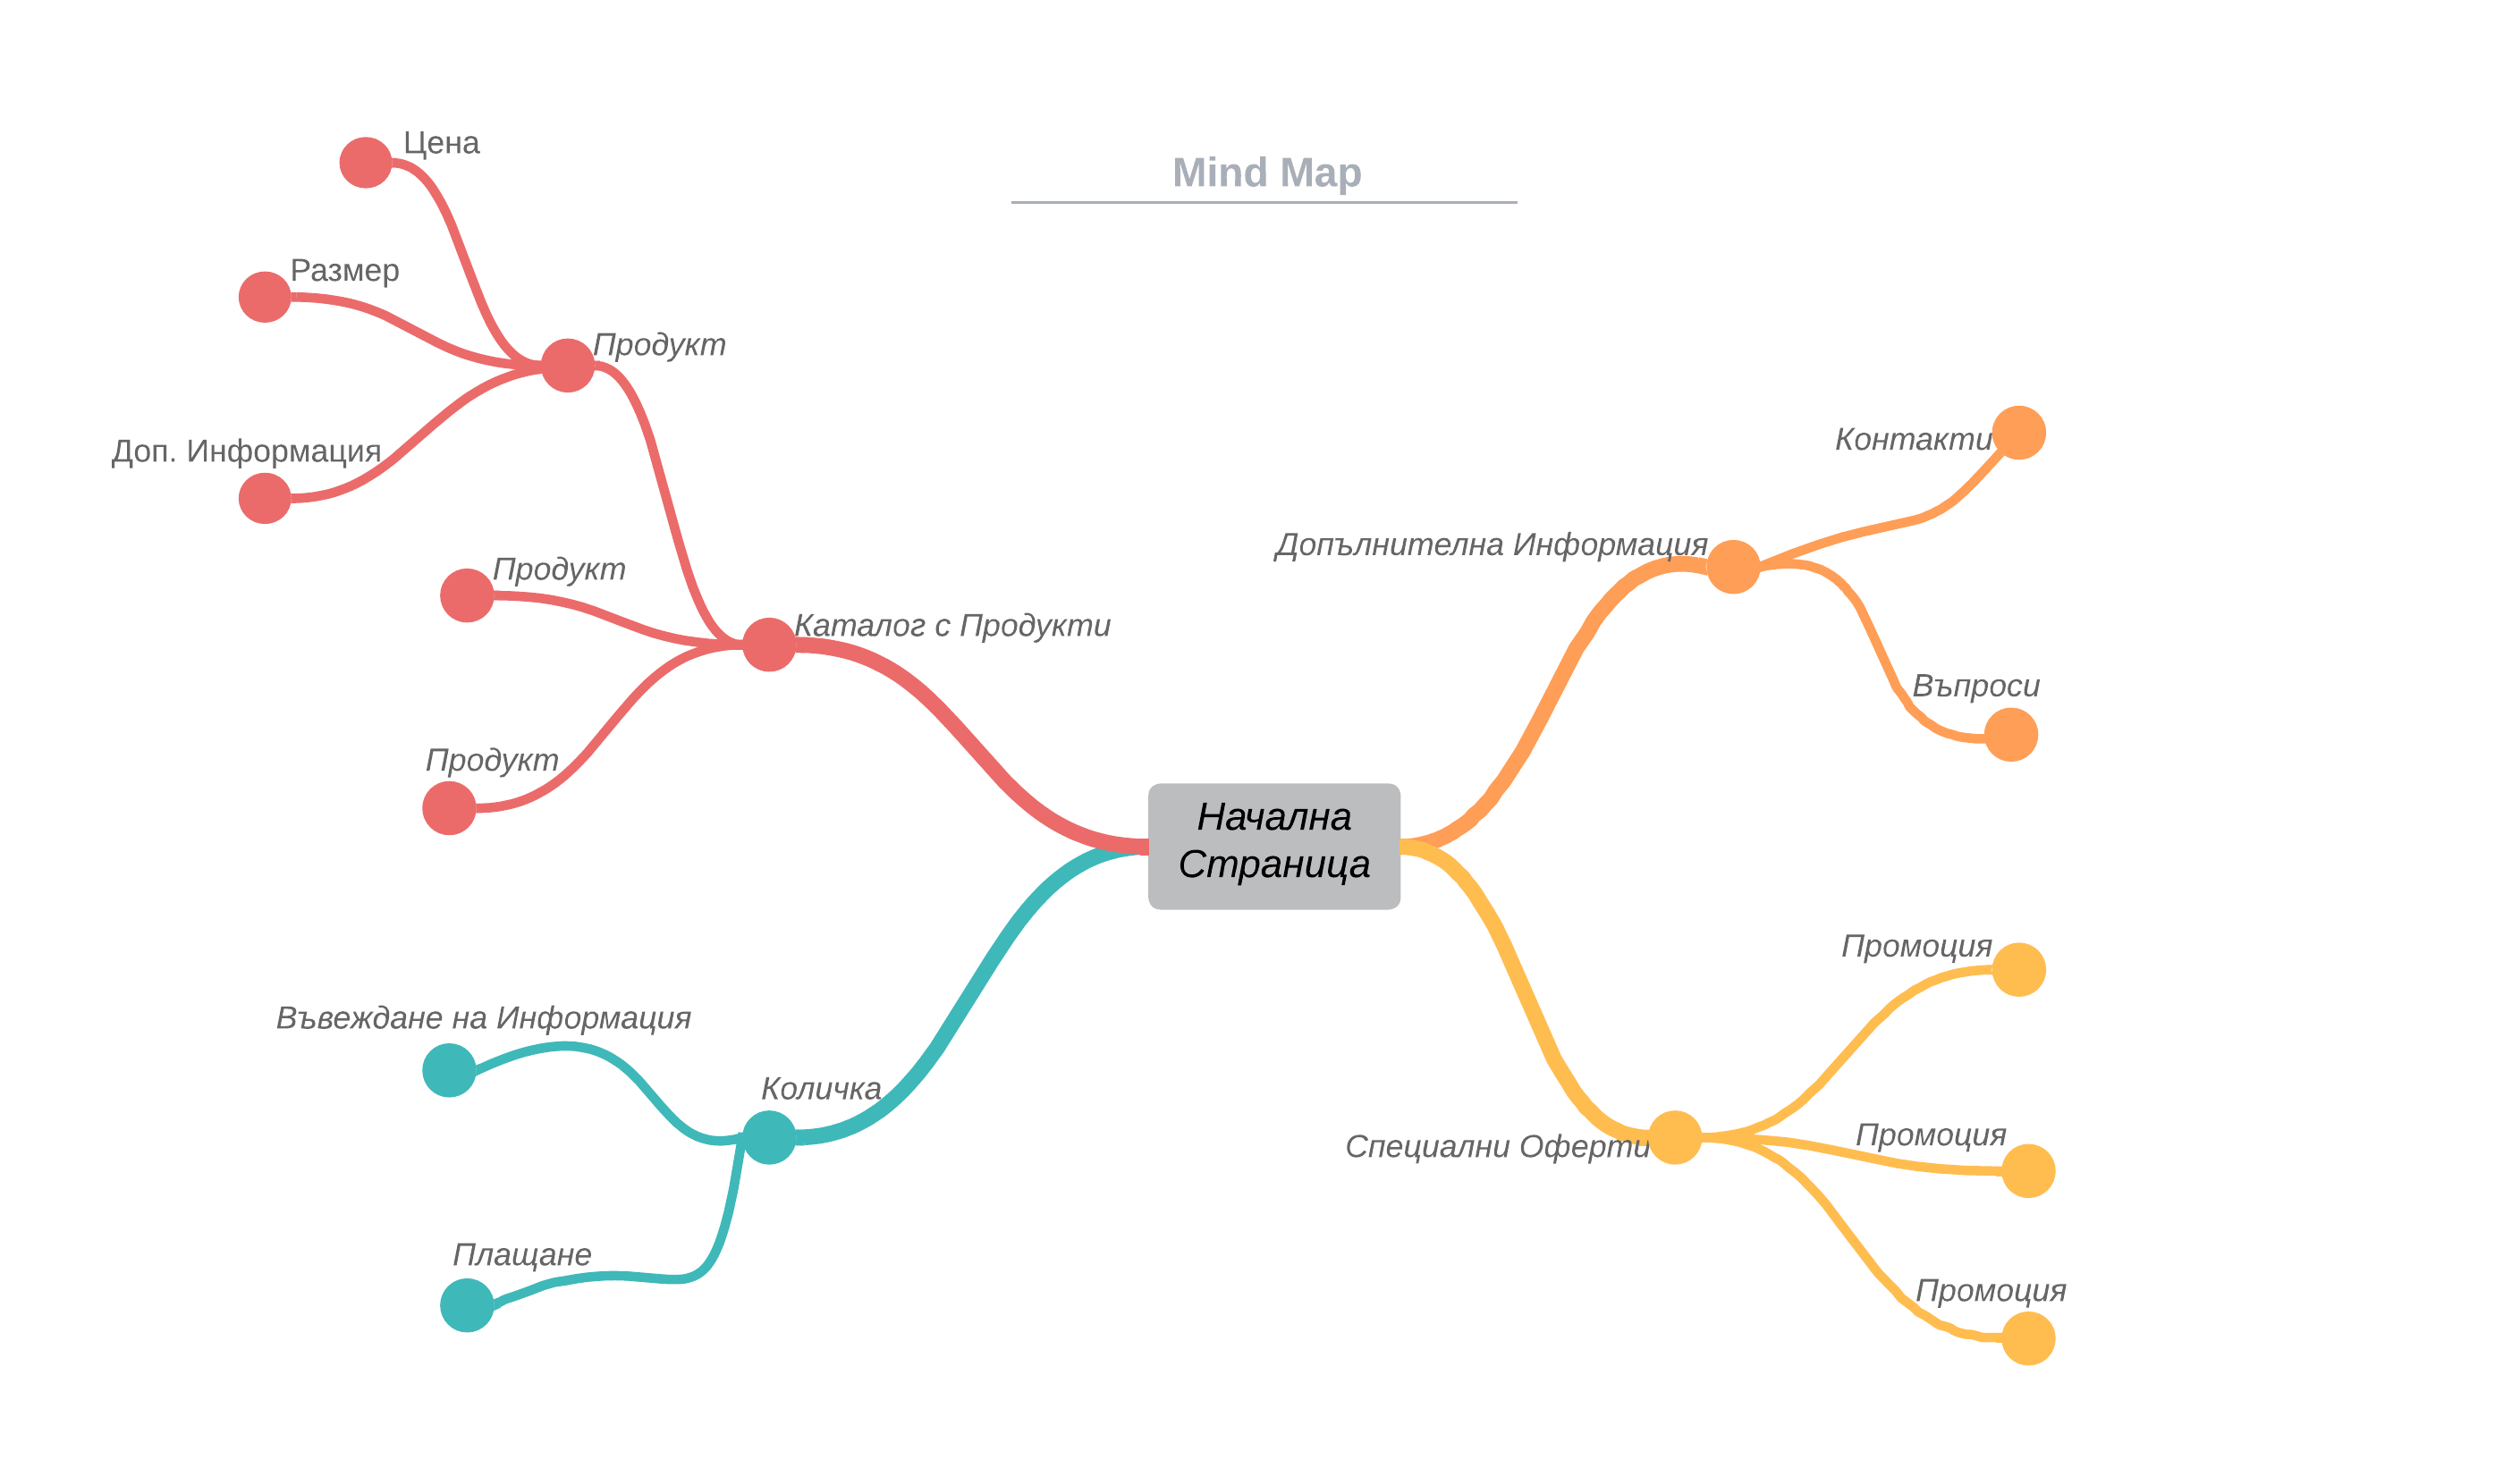 Mind Map
Цена
Размер
Продукт
Доп. Информация
Продукт
Каталог с Продукти
Продукт
Начална
Страница
Въвеждане на Информация
Количка
Плащане
Контакти
Допълнителна Информация
Въпроси
Промоция
Промоция
Специални Оферти
Промоция